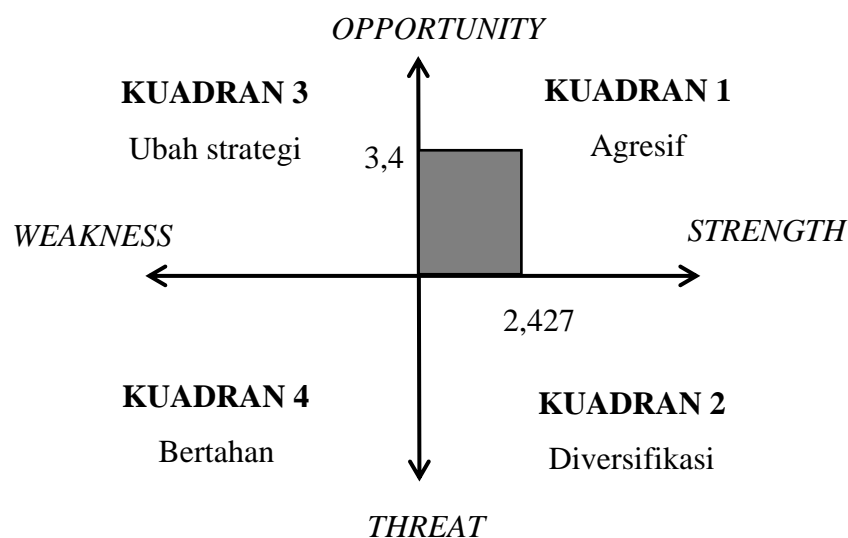 OPPORTUNITY
KUADRAN 3
Ubah strategi
KUADRAN 1
Agresif
3,4
WEAKNESS
STRENGTH
2,427
KUADRAN 4
Bertahan
KUADRAN 2
Diversifikasi
THREAT